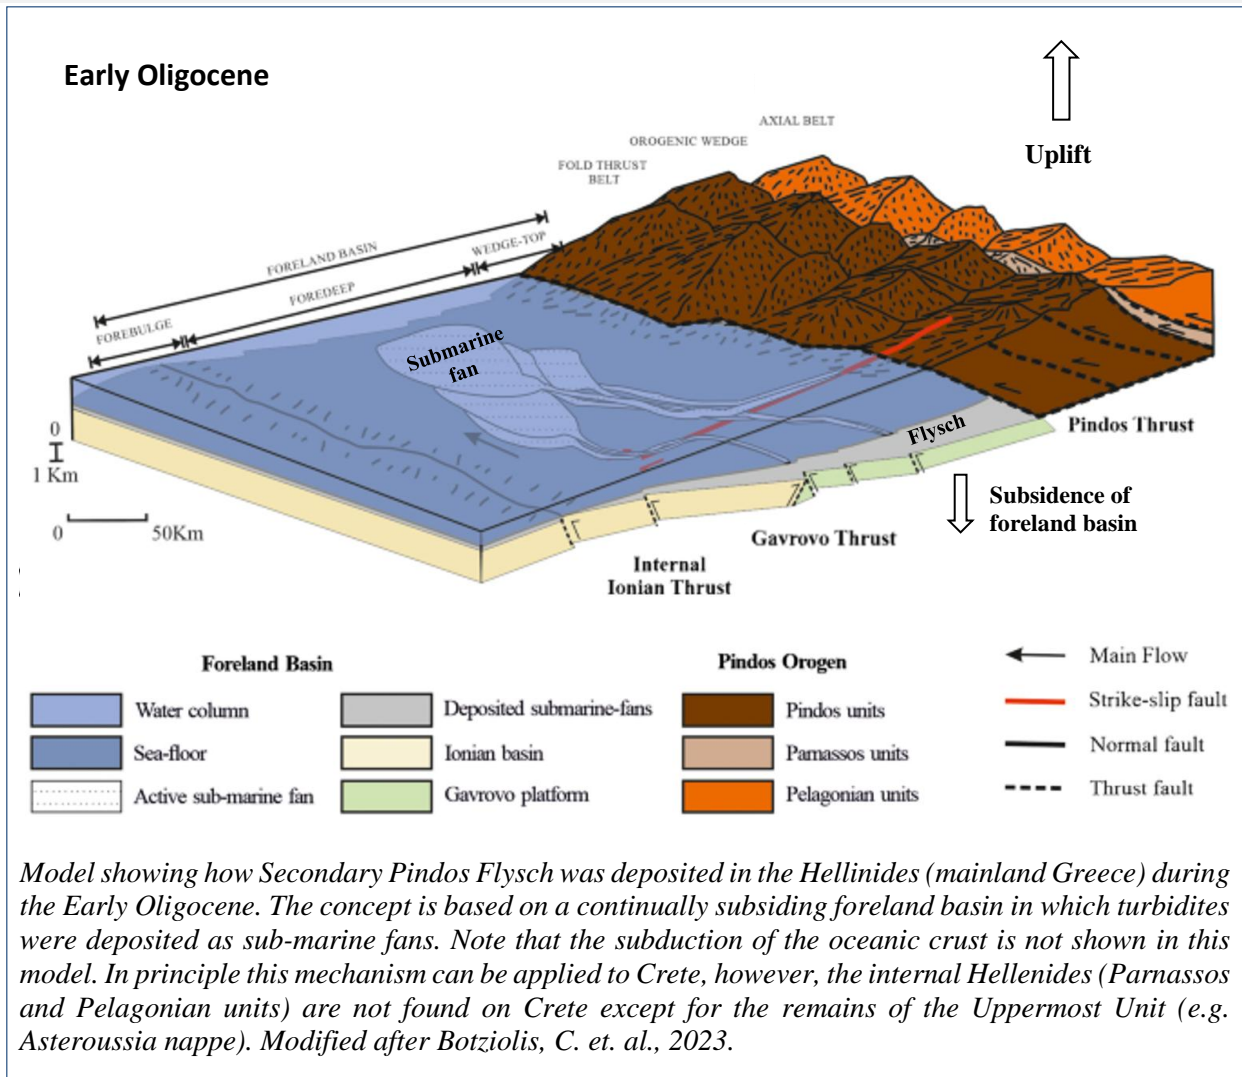 Early Oligocene
Uplift
AXIAL BELT
OROGENIC WEDGE
FOLD THRUST
BELT
WEDGE-TOP
FORELAND BASIN
FOREDEEP
FOREBULGE
Submarine
fan
Flysch
Pindos Thrust
0
1 Km
0 50Km
Subsidence of
foreland basin
Gavrovo Thrust
Internal
Ionian Thrust
Foreland Basin
Pindos Orogen
Water column
Sea-floor
Active sub-marine fan
Deposited submarine-fans
Ionian basin
Gavrovo platform
Pindos units
Parnassos units
Pelagonian units
Main Flow
Strike-slip fault
Normal fault
Thrust fault
Model showing how Secondary Pindos Flysch was deposited in the Hellinides (mainland Greece) during
the Early Oligocene. The concept is based on a continually subsiding foreland basin in which turbidites
were deposited as sub-marine fans. Note that the subduction of the oceanic crust is not shown in this
model. In principle this mechanism can be applied to Crete, however, the internal Hellenides (Parnassos
and Pelagonian units) are not found on Crete except for the remains of the Uppermost Unit (e.g.
Asteroussia nappe). Modified after Botziolis, C. et. al., 2023.